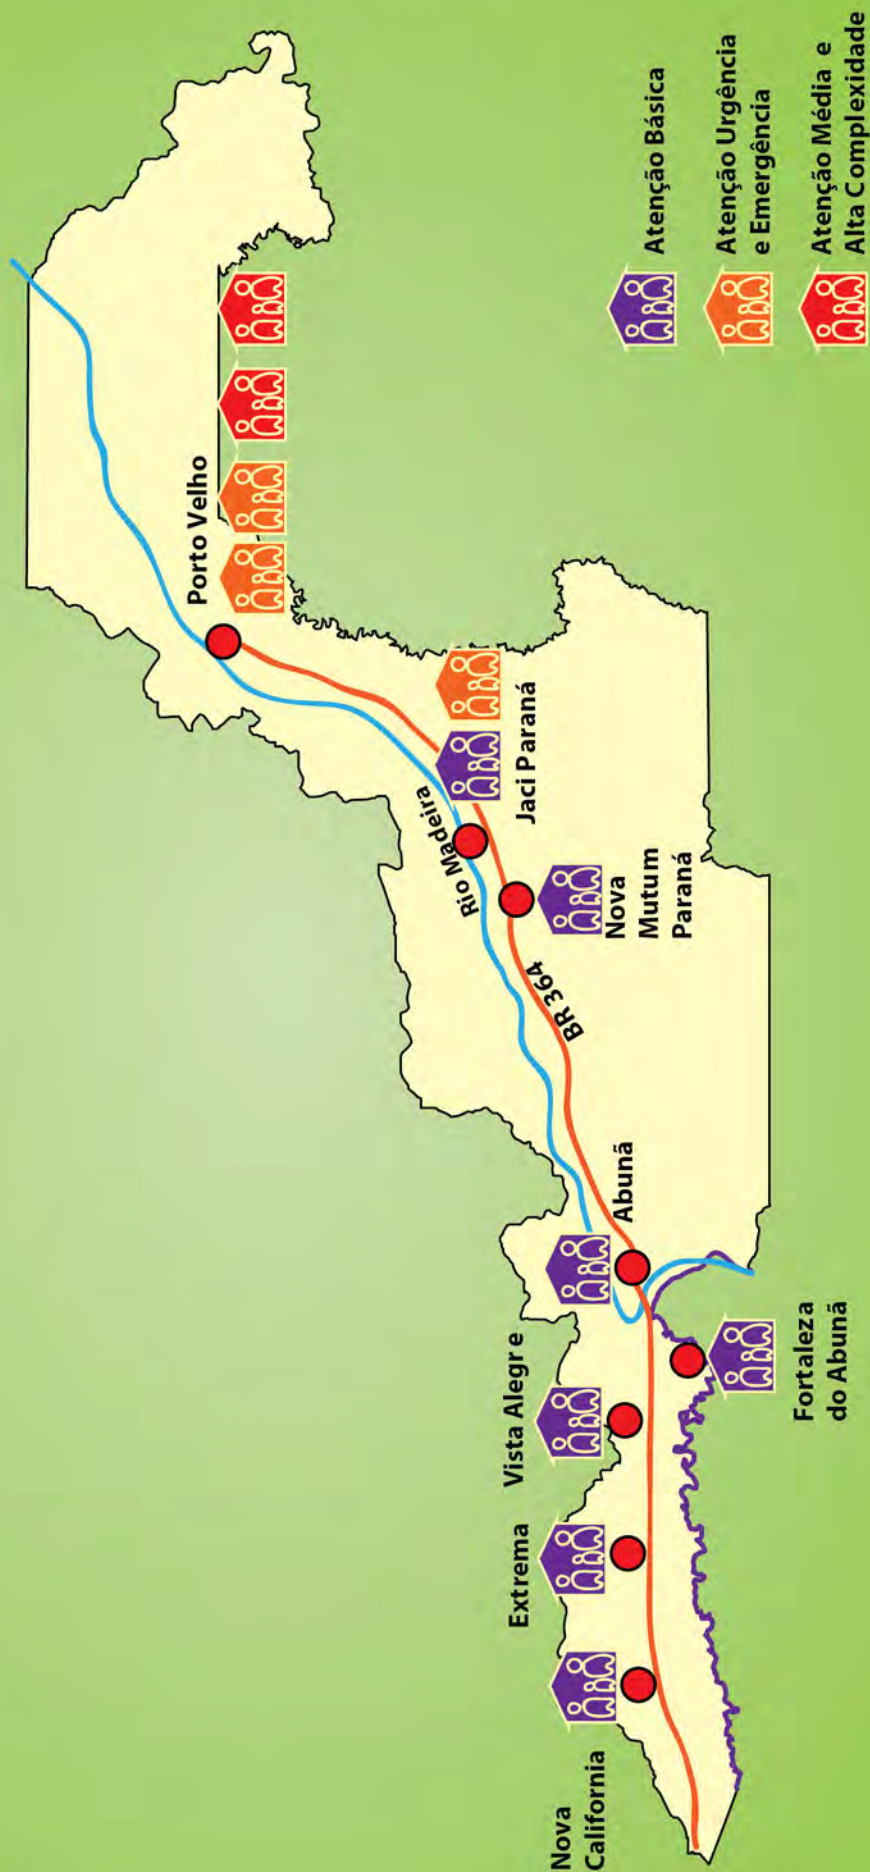 Porto Velho
Rio Madeira
Jaci Paraná
Nova
Mutum
Paraná
BR 364
Abunã
Vista Alegre
Extrema
Nova
California
Fortaleza
do Abunã
Atenção Básica
Atenção Urgência
e Emergência
Atenção Média e
Alta Complexidade